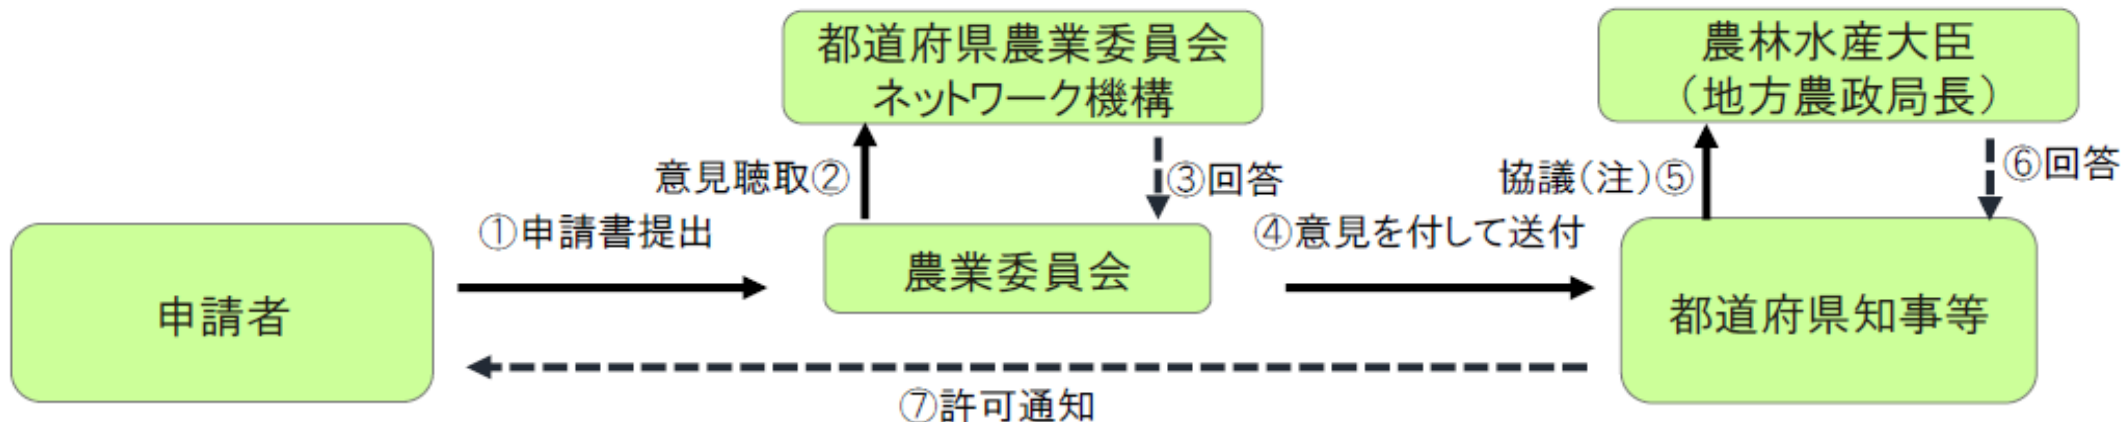 都道府県農業委員会
ネットワーク機構
農林水産大臣
（地方農政局長）
意見聴取②
③回答
協議（注）⑤
⑥回答
①申請書提出
④意見を付して送付
農業委員会
申請者
都道府県知事等
⑦許可通知